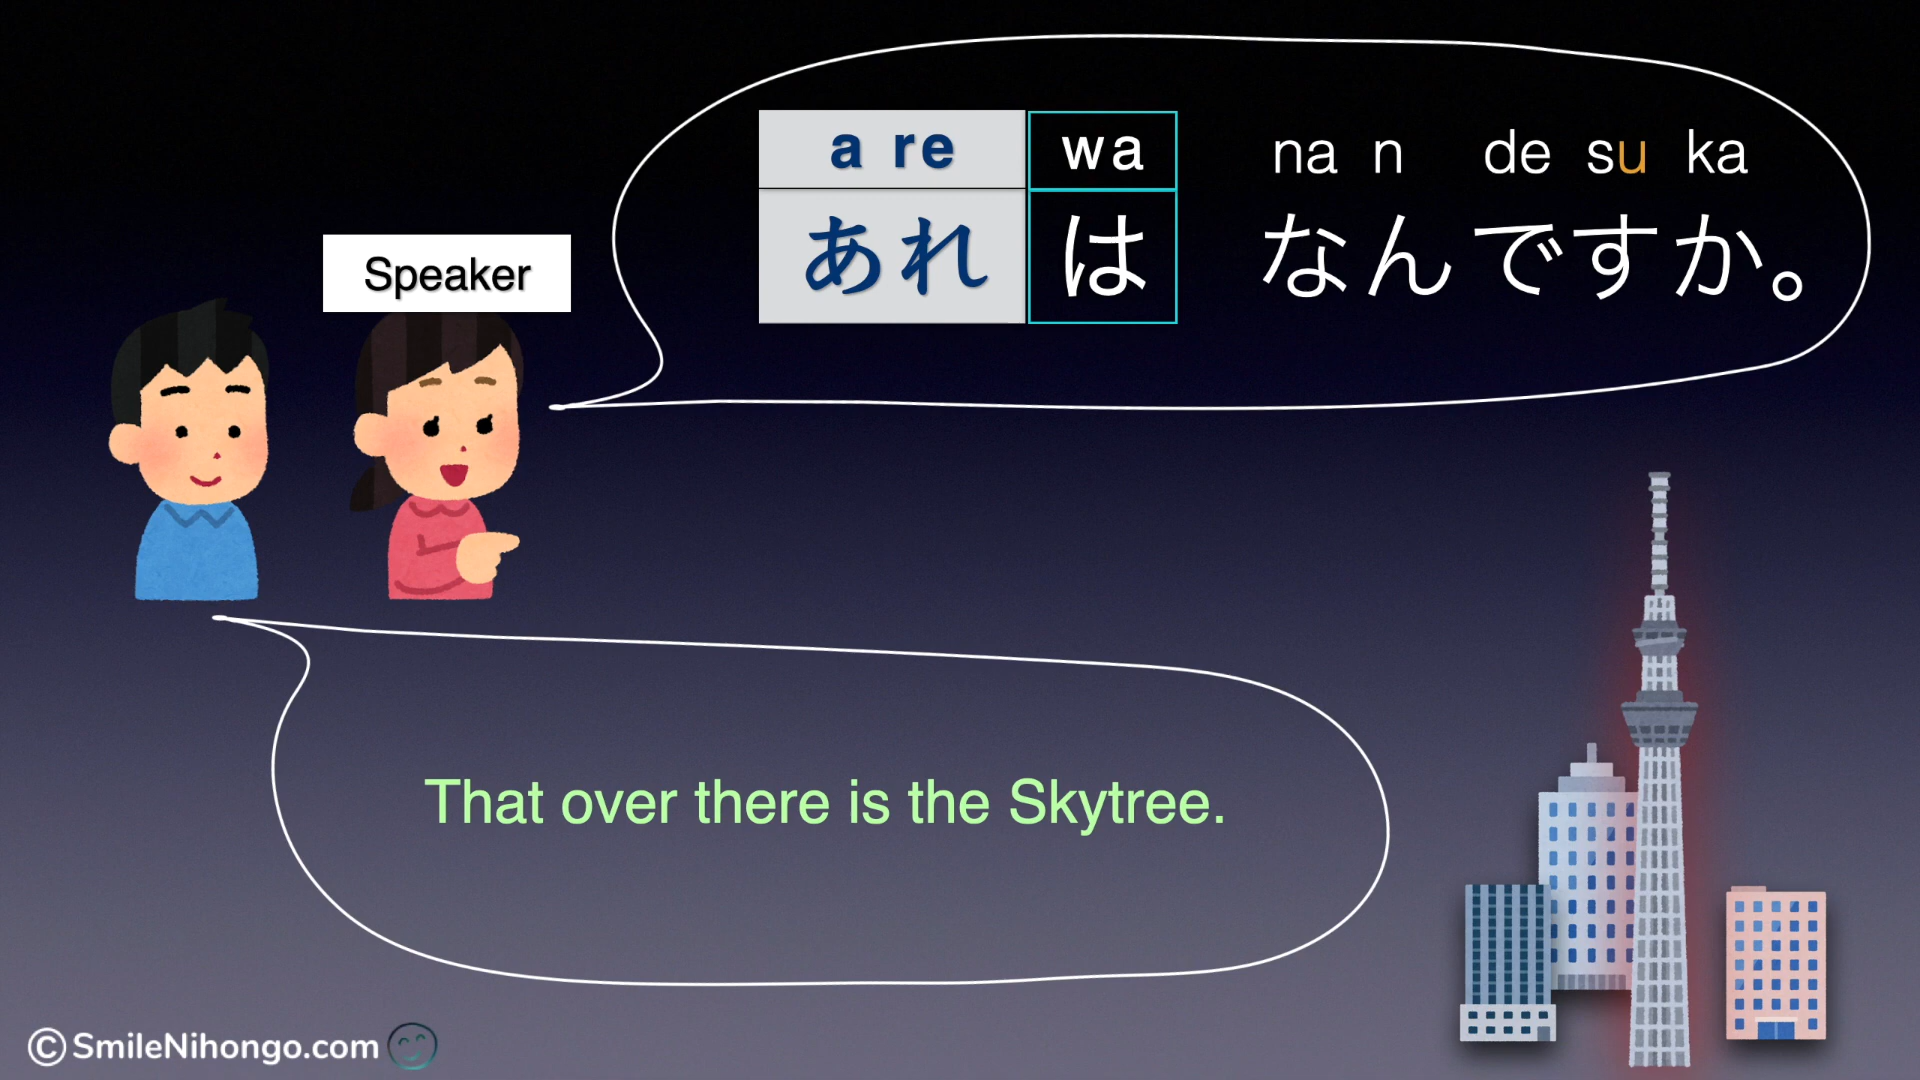 a re wa na n de su ka
あれ は なんですか。
Speaker
That over there is the Skytree.
© SmileNihongo.com